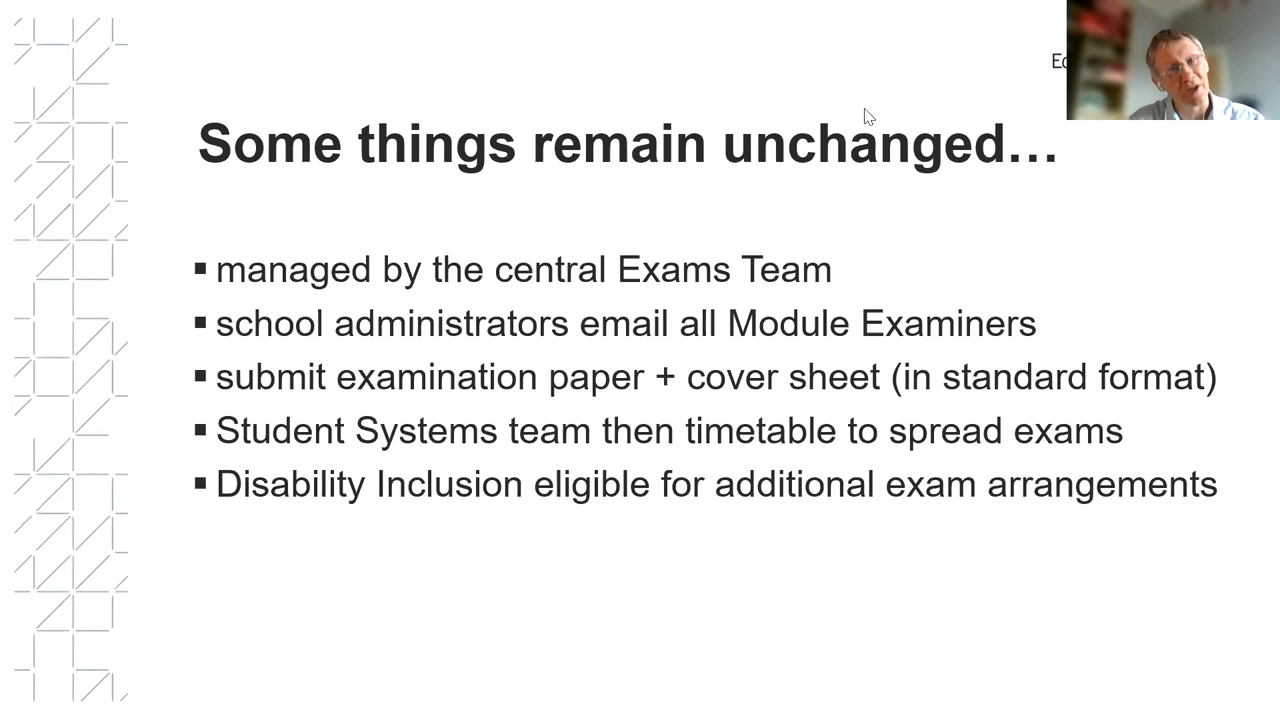 Some things remain unchanged…
▪ managed by the central Exams Team
▪ school administrators email all Module Examiners
▪ submit examination paper + cover sheet (in standard format)
▪ Student Systems team then timetable to spread exams
▪ Disability Inclusion eligible for additional exam arrangements